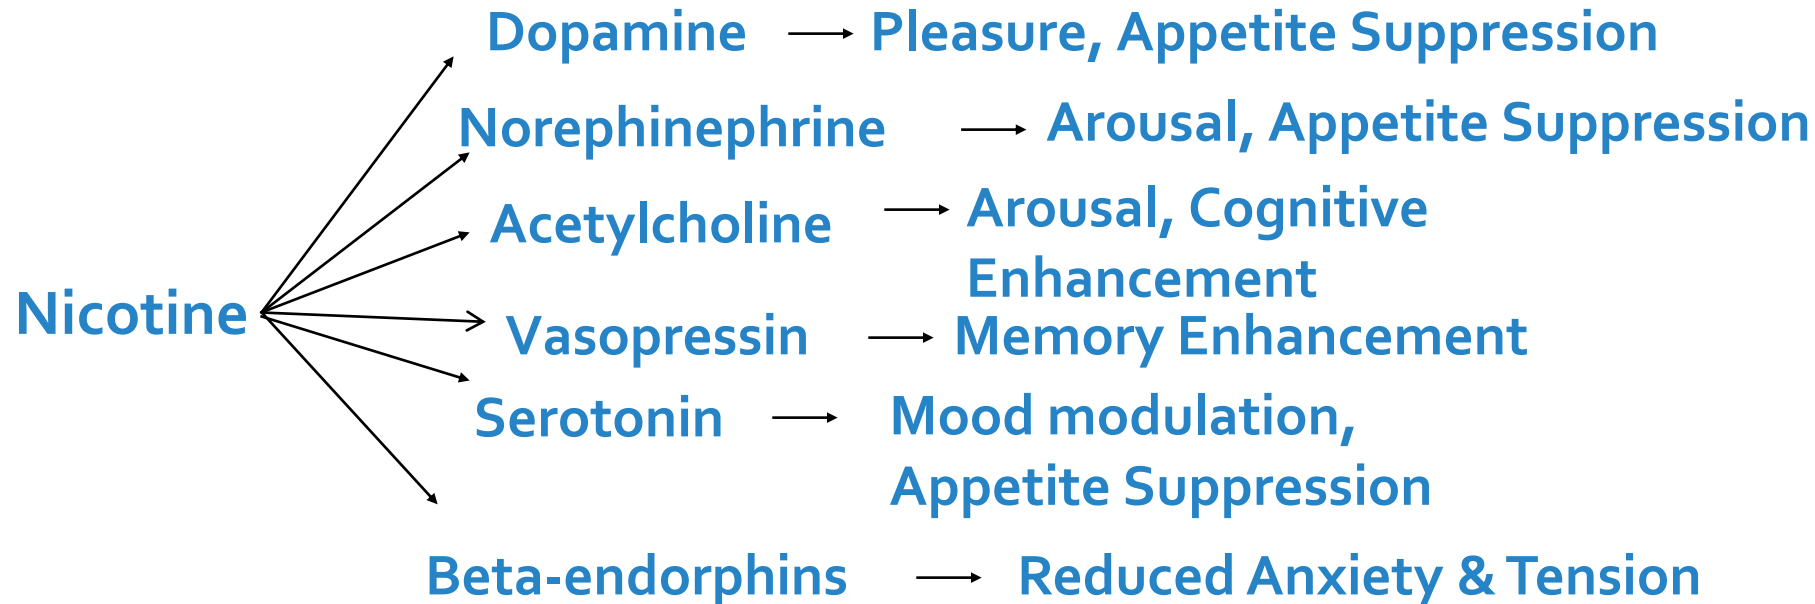 Dopamine → Pleasure, Appetite Suppression
Norephinephrine → Arousal, Appetite Suppression
Acetylcholine → Arousal, Cognitive
Enhancement
Nicotine
Vasopressin → Memory Enhancement
Serotonin → Mood modulation,
Appetite Suppression
Beta-endorphins → Reduced Anxiety & Tension